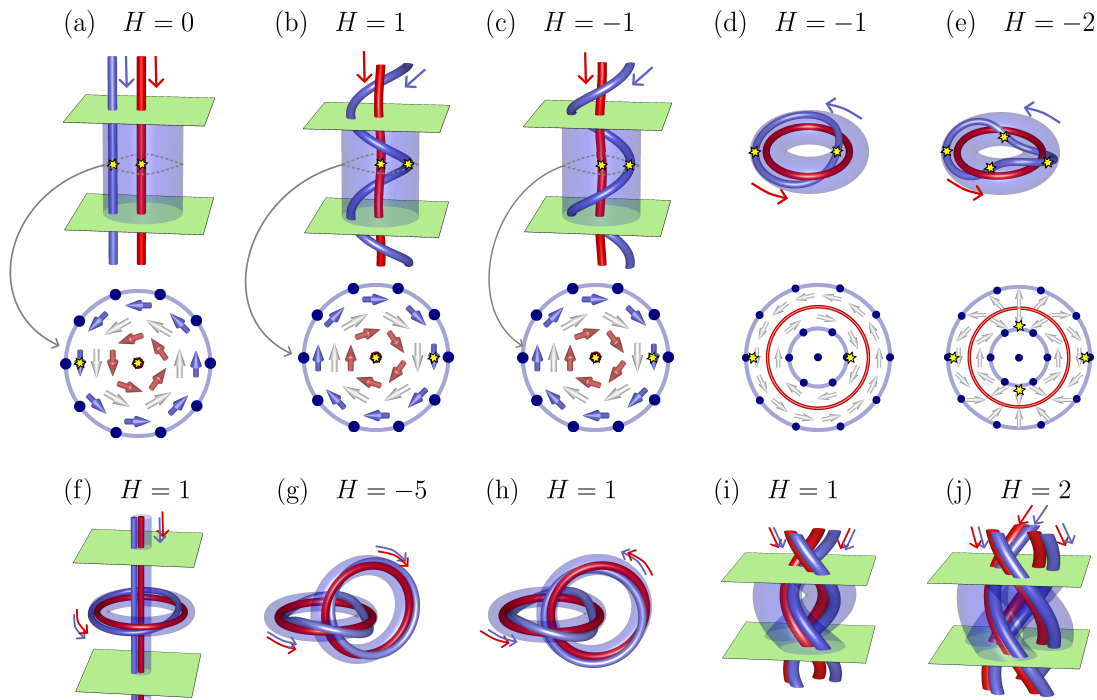 (a) H = 0
(b) H = 1
(c) H = −1
(d) H = −1
(e) H = −2
(f) H = 1
(g) H = −5
(h) H = 1
(i) H = 1
(j) H = 2